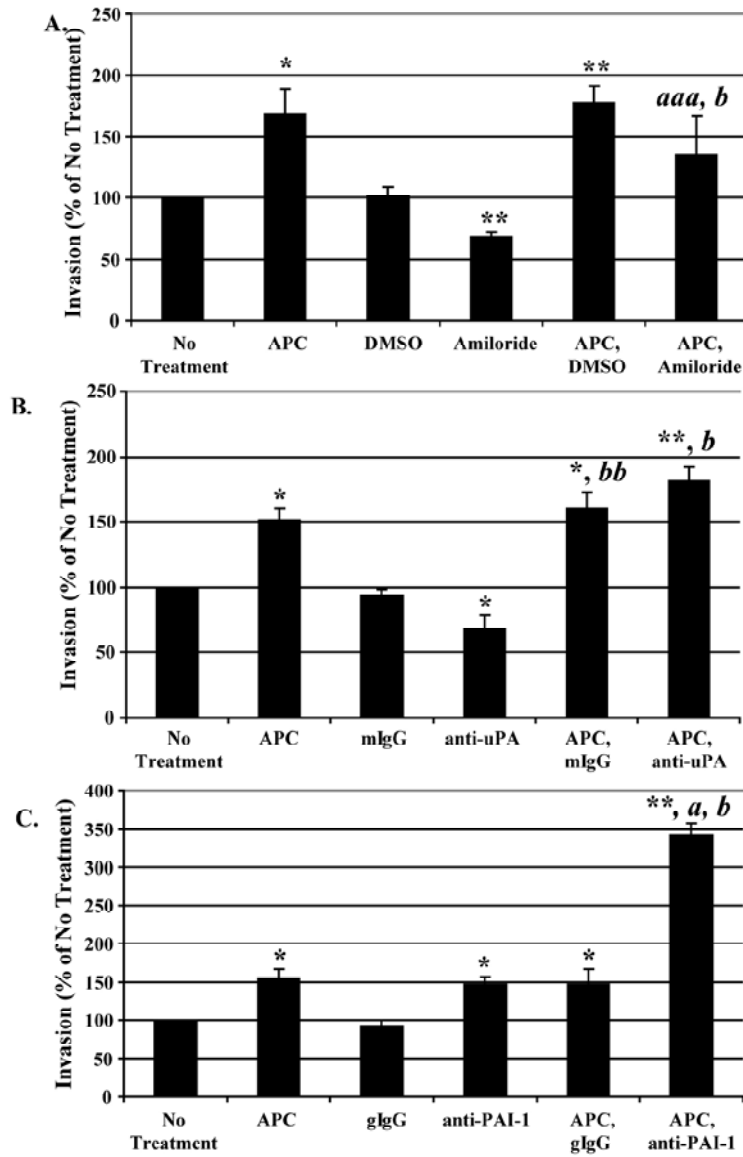 A.
Invasion (% of No Treatment)
250
200
150
100
50
0
*
**
**
aaa, b
No Treatment
APC
DMSO
Amiloride
APC, DMSO
APC, Amiloride
B.
Invasion (% of No Treatment)
250
200
150
100
50
0
*
*
*, bb
**, b
No Treatment
APC
mIgG
anti-uPA
APC, mIgG
APC, anti-uPA
C.
Invasion (% of No Treatment)
400
350
300
250
200
150
100
50
0
*
*
*
**, a, b
No Treatment
APC
gIgG
anti-PAI-1
APC, gIgG
APC, anti-PAI-1